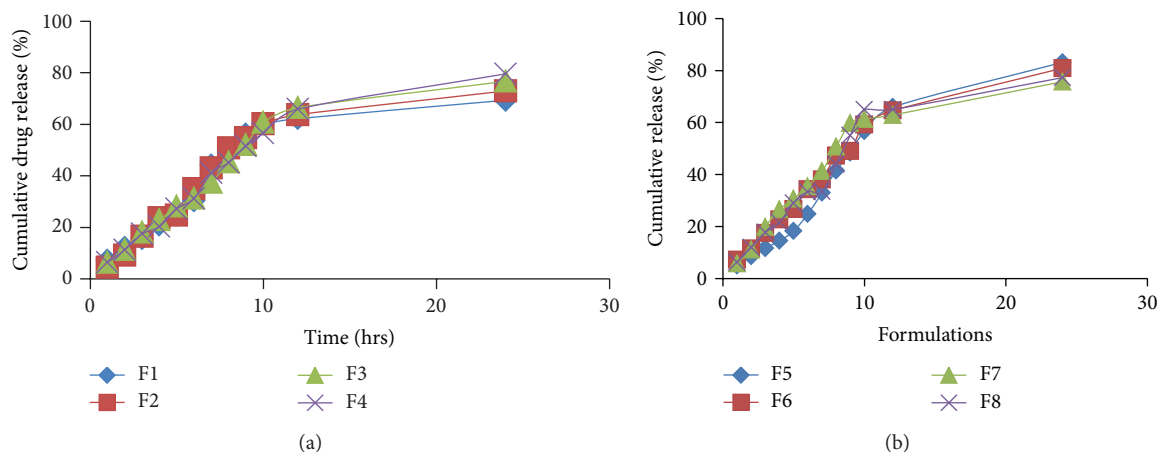 Cumulative drug release (%)
100
80
60
40
20
0
0 10 20 30
Time (hrs)
F1 F3
F2 F4
(a)
Cumulative release (%)
100
80
60
40
20
0
0 10 20 30
Formulations
F5 F7
F6 F8
(b)